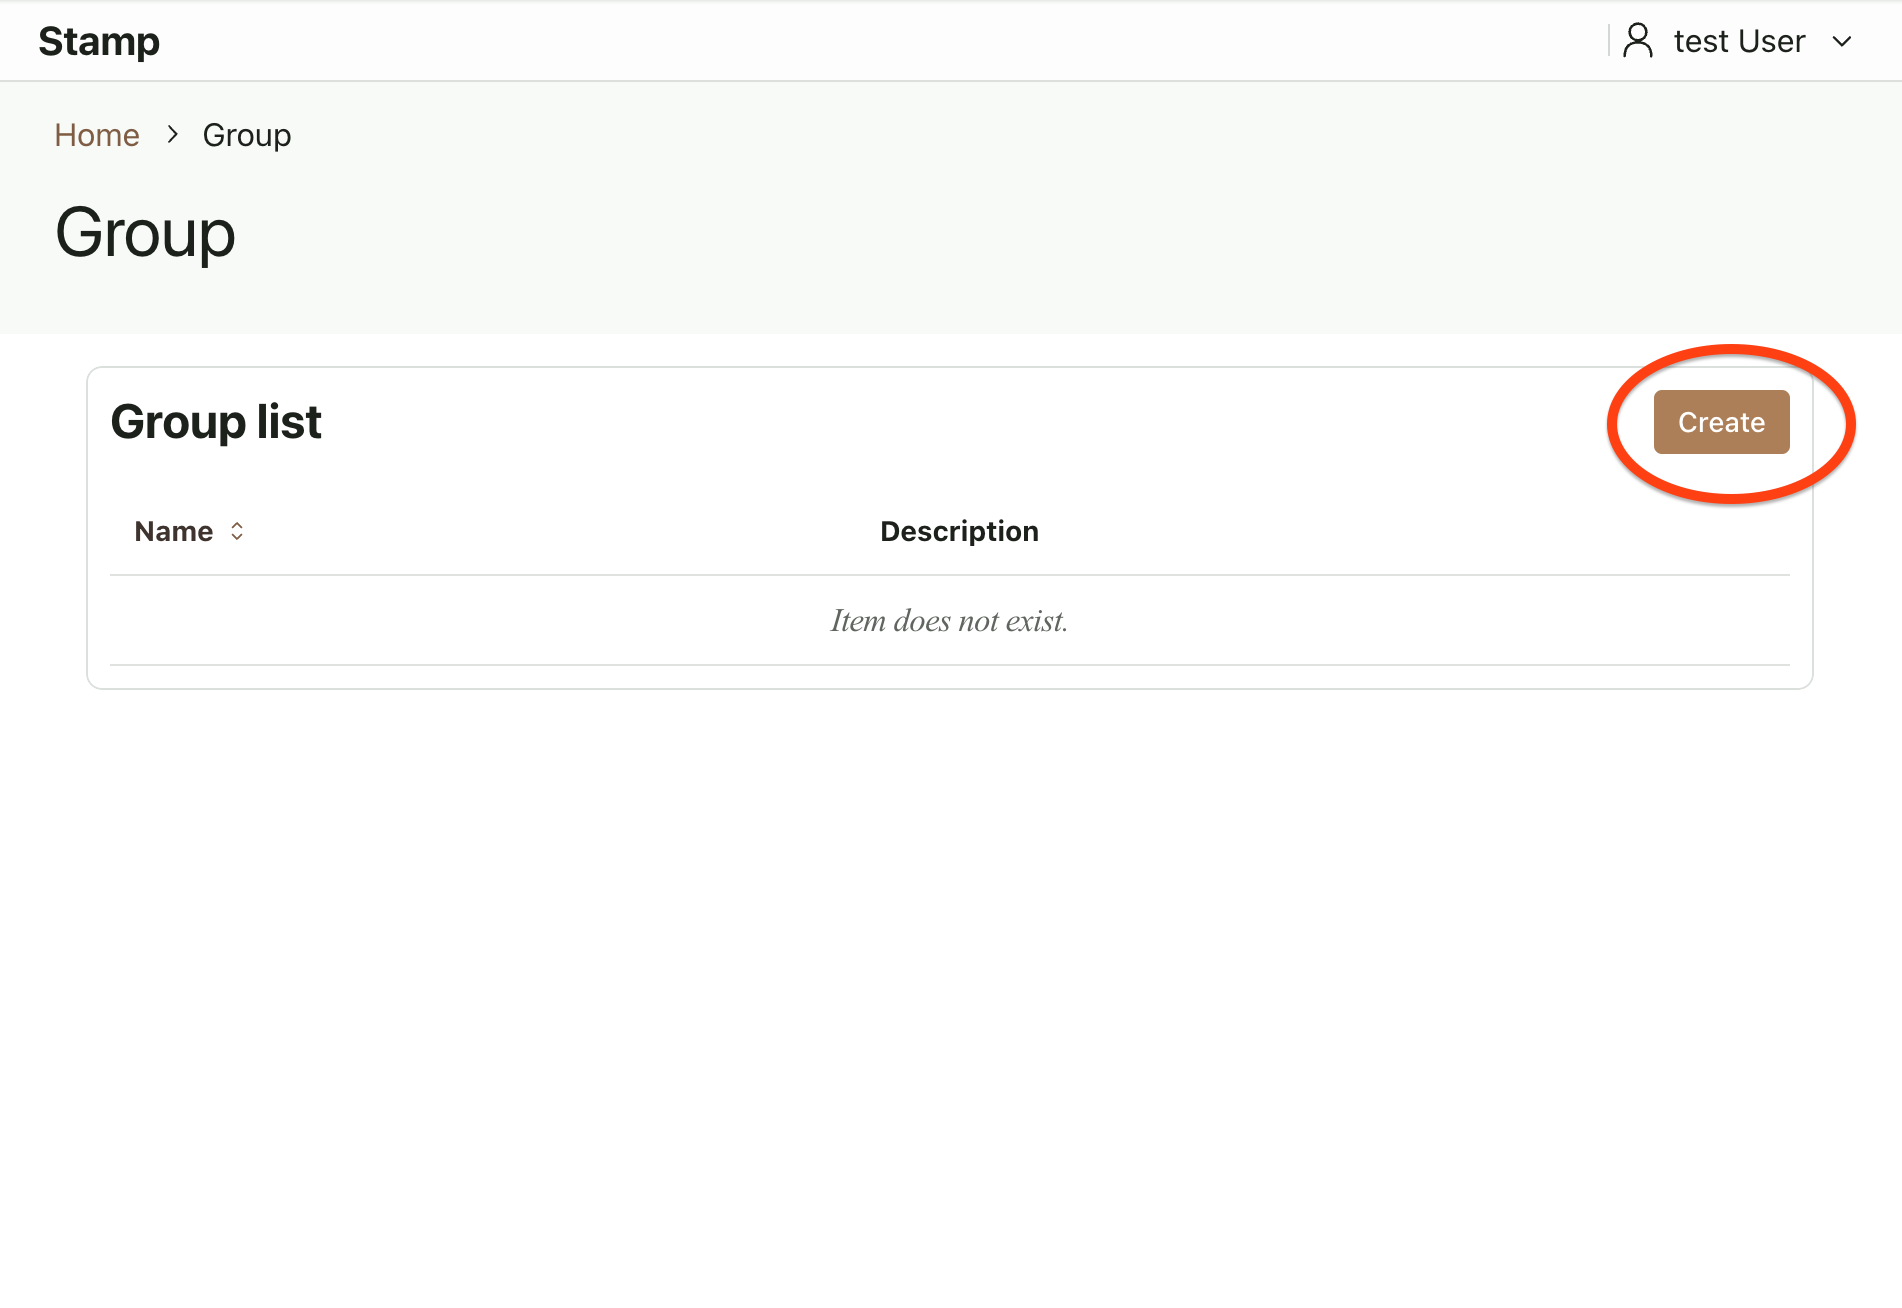 Stamp
test User
Home > Group
Group
Group list
Create
Name
Description
Item does not exist.